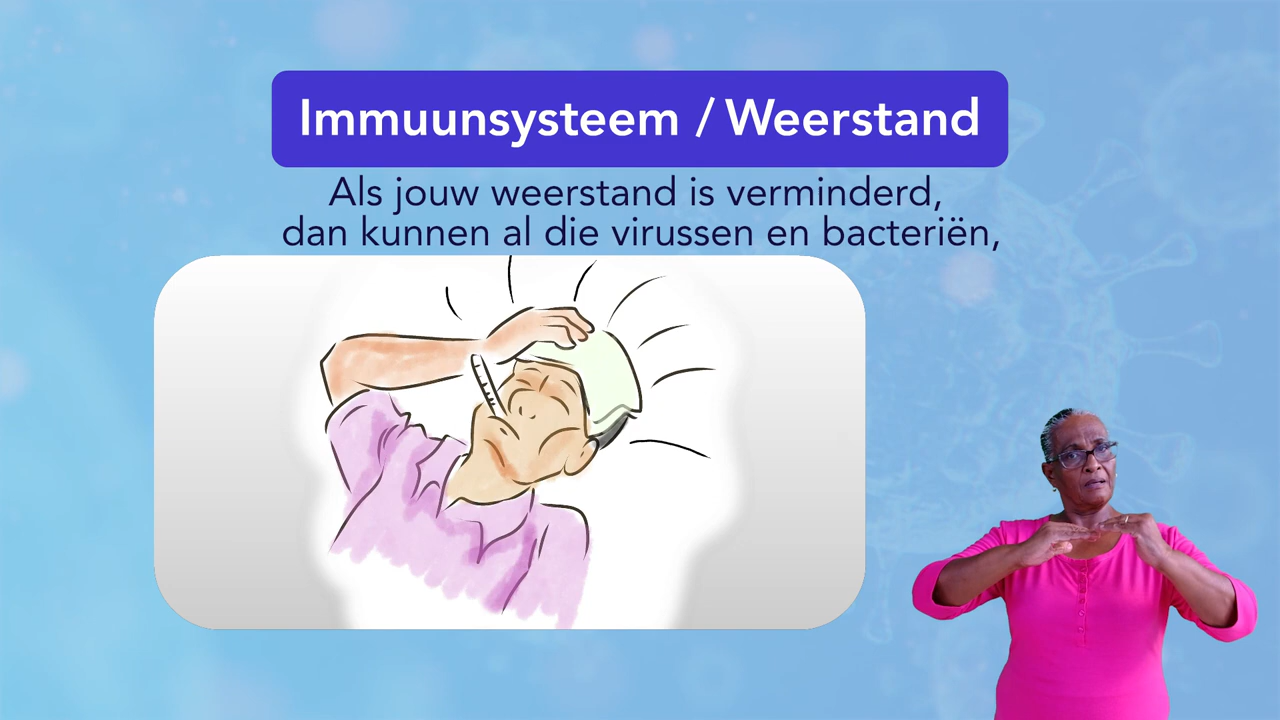 Immuunsysteem / Weerstand
Als jouw weerstand is verminderd,
dan kunnen al die virussen en bacteriën,